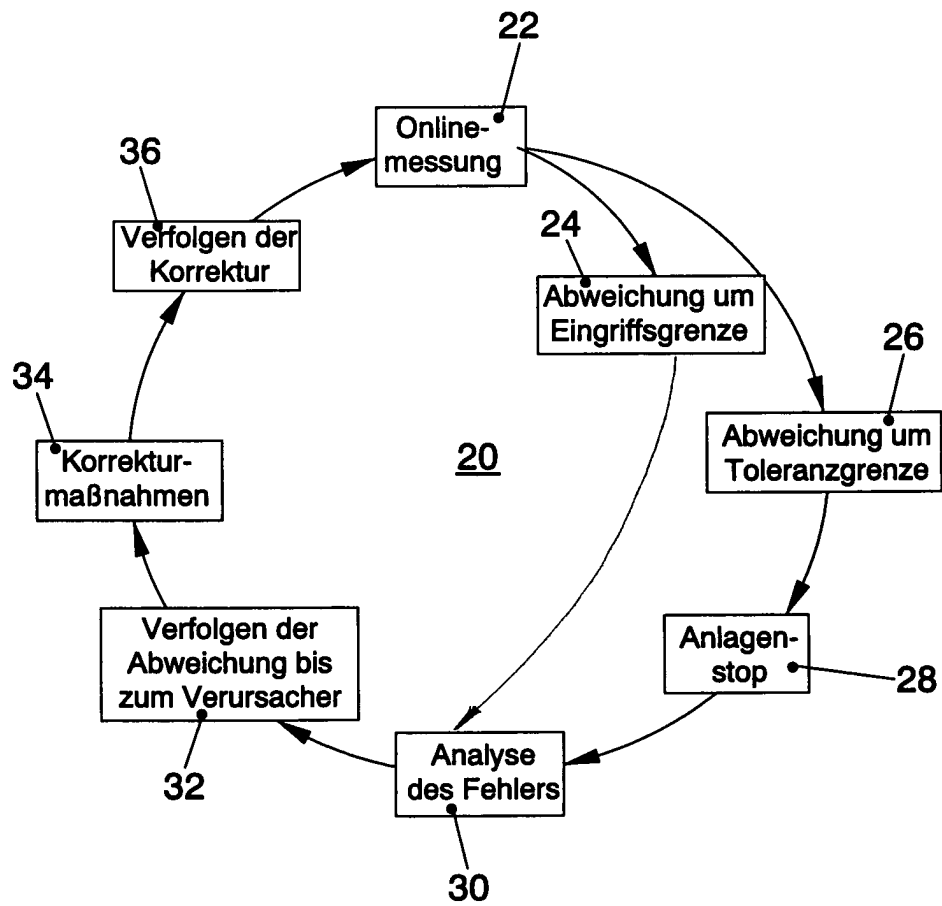 22
Online-
messung
36
Verfolgen der
Korrektur
24
Abweichung um
Eingriffsgrenze
26
Abweichung um
Toleranzgrenze
34
Korrektur-
maßnahmen
20
Anlagen-
stop
28
Verfolgen der
Abweichung bis
zum Verursacher
32
Analyse
des Fehlers
30